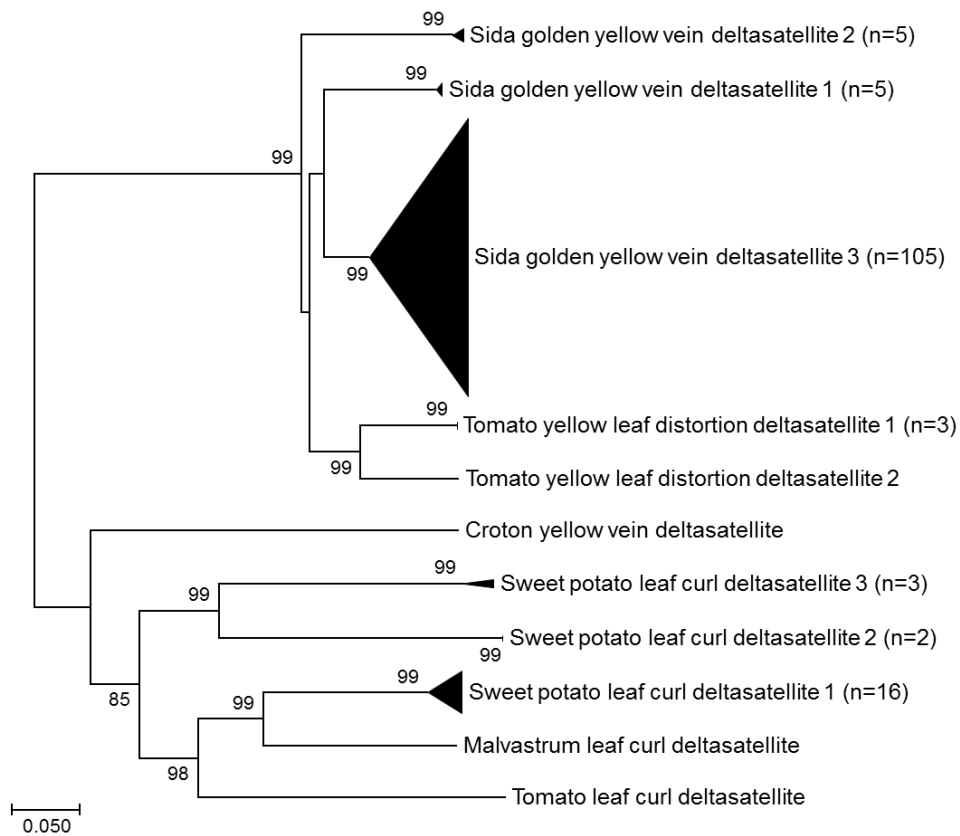 99
Sida golden yellow vein deltasatellite 2 (n=5)
99
Sida golden yellow vein deltasatellite 1 (n=5)
99
Sida golden yellow vein deltasatellite 3 (n=105)
99
99
Tomato yellow leaf distortion deltasatellite 1 (n=3)
99
Tomato yellow leaf distortion deltasatellite 2
Croton yellow vein deltasatellite
99
Sweet potato leaf curl deltasatellite 3 (n=3)
99
Sweet potato leaf curl deltasatellite 2 (n=2)
99
99
Sweet potato leaf curl deltasatellite 1 (n=16)
85
99
Malvastrum leaf curl deltasatellite
98
Tomato leaf curl deltasatellite
0.050